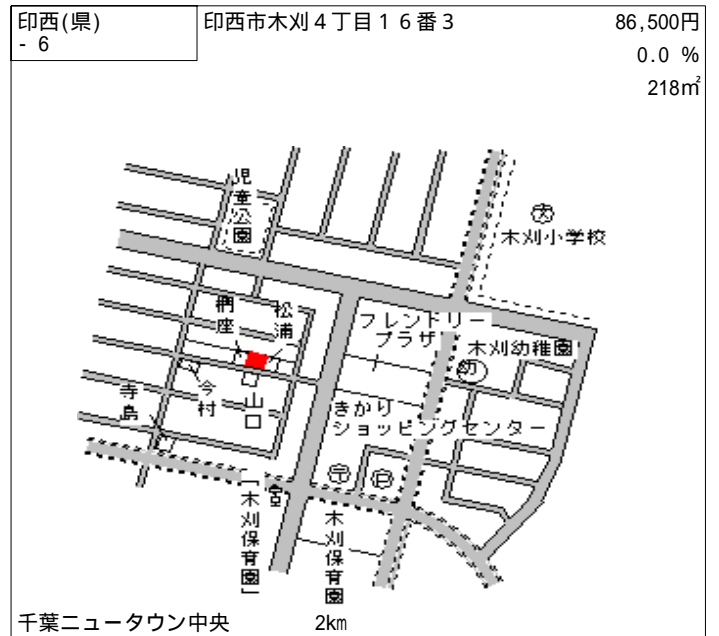 印西(県)
- 6
印西市木刈４丁目１６番３
86,500円
0.0 %
218㎡
児童公園
木刈小学校
椚座
松浦
フレンドリー
プラザ
木刈幼稚園
幼
寺島
今村
山口
きかり
ショッピングセンター
宮
「木刈保育園」
木刈保育園
千葉ニュータウン中央
2km